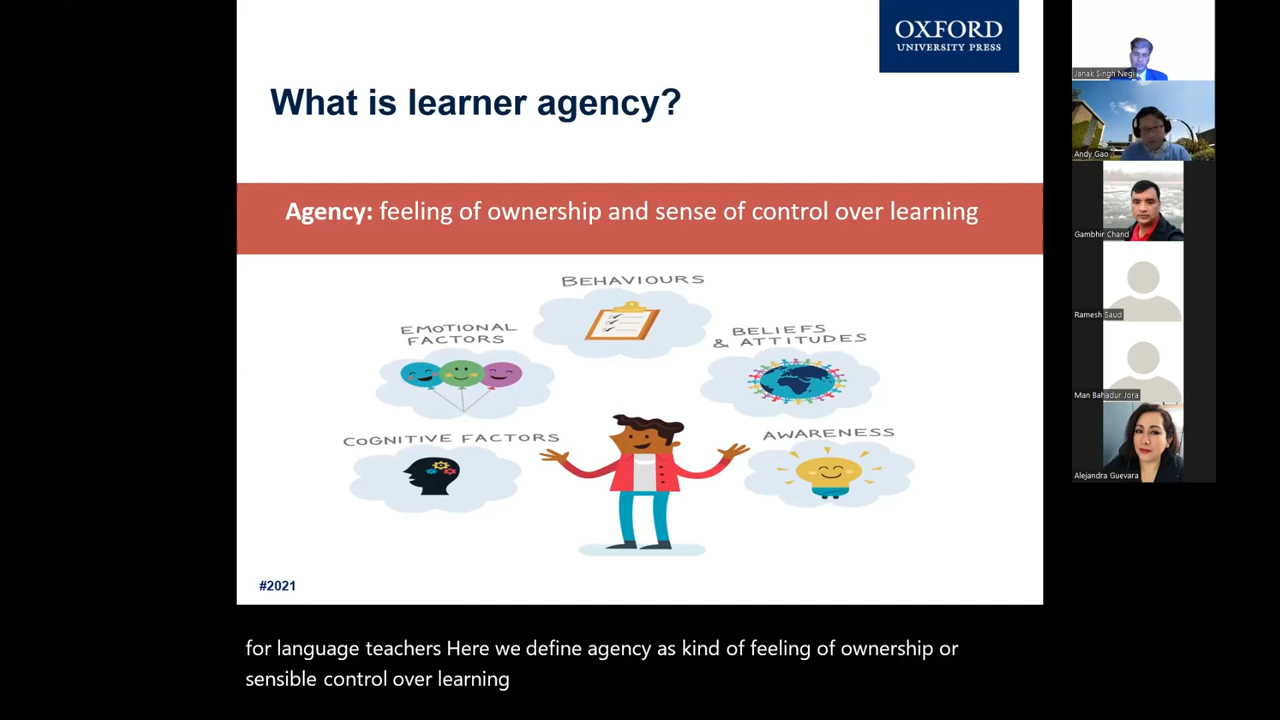 OXFORD
UNIVERSITY PRESS
What is learner agency?
Agency: feeling of ownership and sense of control over learning
BEHAVIOURS
EMOTIONAL
FACTORS
BELIEFS
& ATTITUDES
COGNITIVE FACTORS
AWARENESS
#2021
for language teachers Here we define agency as kind of feeling of ownership or
sensible control over learning
Janak Singh Negi
Andy Gao
Gambhir Chand
Ramesh Saud
Man Bahadur Jora
Alejandra Guevara